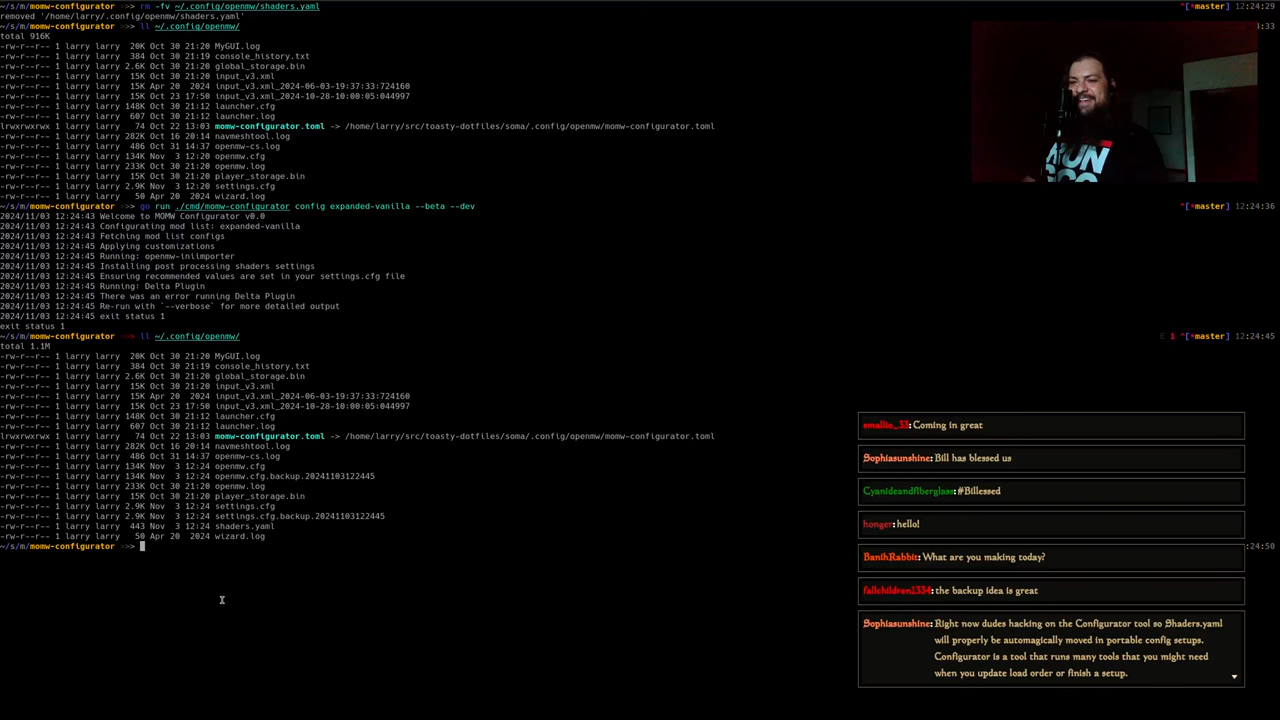 ~/s/m/momw-configurator >>> rm -fv ~/.config/openmw/shaders.yaml ^[*master] 12:24:29
removed '/home/larry/.config/openmw/shaders.yaml'
~/s/m/momw-configurator >>> ll ~/.config/openmw/ :33
total 916K
-rw-r--r-- 1 larry larry 20K Oct 30 21:20 MyGUI.log
-rw-r--r-- 1 larry larry 384 Oct 30 21:19 console_history.txt
-rw-r--r-- 1 larry larry 2.6K Oct 30 21:20 global_storage.bin
-rw-r--r-- 1 larry larry 15K Oct 30 21:20 input_v3.xml
-rw-r--r-- 1 larry larry 15K Apr 20 2024 input_v3.xml_2024-06-03-19:37:33:724160
-rw-r--r-- 1 larry larry 15K Oct 23 17:50 input_v3.xml_2024-10-28-10:00:05:044997
-rw-r--r-- 1 larry larry 148K Oct 30 21:12 launcher.cfg
-rw-r--r-- 1 larry larry 607 Oct 30 21:12 launcher.log
lrwxrwxrwx 1 larry larry 74 Oct 22 13:03 momw-configurator.toml -> /home/larry/src/toasty-dotfiles/soma/.config/openmw/momw-configurator.toml
-rw-r--r-- 1 larry larry 282K Oct 16 20:14 navmeshtool.log
-rw-r--r-- 1 larry larry 486 Oct 31 14:37 openmw-cs.log
-rw-r--r-- 1 larry larry 134K Nov 3 12:20 openmw.cfg
-rw-r--r-- 1 larry larry 233K Oct 30 21:20 openmw.log
-rw-r--r-- 1 larry larry 15K Oct 30 21:20 player_storage.bin
-rw-r--r-- 1 larry larry 2.9K Nov 3 12:20 settings.cfg
-rw-r--r-- 1 larry larry 50 Apr 20 2024 wizard.log
~/s/m/momw-configurator >>> go run ./cmd/momw-configurator config expanded-vanilla --beta --dev ^[*master] 12:24:36
2024/11/03 12:24:43 Welcome to MOMW Configurator v0.0
2024/11/03 12:24:43 Configurating mod list: expanded-vanilla
2024/11/03 12:24:43 Fetching mod list configs
2024/11/03 12:24:45 Applying customizations
2024/11/03 12:24:45 Running: openmw-iniimporter
2024/11/03 12:24:45 Installing post processing shaders settings
2024/11/03 12:24:45 Ensuring recommended values are set in your settings.cfg file
2024/11/03 12:24:45 Running: Delta Plugin
2024/11/03 12:24:45 There was an error running Delta Plugin
2024/11/03 12:24:45 Re-run with `--verbose` for more detailed output
2024/11/03 12:24:45 exit status 1
exit status 1
~/s/m/momw-configurator >>> ll ~/.config/openmw/ E 1 ^[*master] 12:24:45
total 1.1M
-rw-r--r-- 1 larry larry 20K Oct 30 21:20 MyGUI.log
-rw-r--r-- 1 larry larry 384 Oct 30 21:19 console_history.txt
-rw-r--r-- 1 larry larry 2.6K Oct 30 21:20 global_storage.bin
-rw-r--r-- 1 larry larry 15K Oct 30 21:20 input_v3.xml
-rw-r--r-- 1 larry larry 15K Apr 20 2024 input_v3.xml_2024-06-03-19:37:33:724160
-rw-r--r-- 1 larry larry 15K Oct 23 17:50 input_v3.xml_2024-10-28-10:00:05:044997
-rw-r--r-- 1 larry larry 148K Oct 30 21:12 launcher.cfg
-rw-r--r-- 1 larry larry 607 Oct 30 21:12 launcher.log
lrwxrwxrwx 1 larry larry 74 Oct 22 13:03 momw-configurator.toml -> /home/larry/src/toasty-dotfiles/soma/.config/openmw/momw-configurator.toml
-rw-r--r-- 1 larry larry 282K Oct 16 20:14 navmeshtool.log
-rw-r--r-- 1 larry larry 486 Oct 31 14:37 openmw-cs.log
-rw-r--r-- 1 larry larry 134K Nov 3 12:24 openmw.cfg
-rw-r--r-- 1 larry larry 134K Nov 3 12:24 openmw.cfg.backup.20241103122445
-rw-r--r-- 1 larry larry 233K Oct 30 21:20 openmw.log
-rw-r--r-- 1 larry larry 15K Oct 30 21:20 player_storage.bin
-rw-r--r-- 1 larry larry 2.9K Nov 3 12:24 settings.cfg
-rw-r--r-- 1 larry larry 2.9K Nov 3 12:24 settings.cfg.backup.20241103122445
-rw-r--r-- 1 larry larry 443 Nov 3 12:24 shaders.yaml
-rw-r--r-- 1 larry larry 50 Apr 20 2024 wizard.log
~/s/m/momw-configurator >>> :24:50
smallio_33: Coming in great
Sophiasunshine: Bill has blessed us
Cyanideandfiberglass: #Billessed
honger: hello!
BanihRabbit: What are you making today?
fallchildren1334: the backup idea is great
Sophiasunshine: Right now dudes hacking on the Configurator tool so Shaders.yaml
will properly be automagically moved in portable config setups.
Configurator is a tool that runs many tools that you might need
when you update load order or finish a setup.